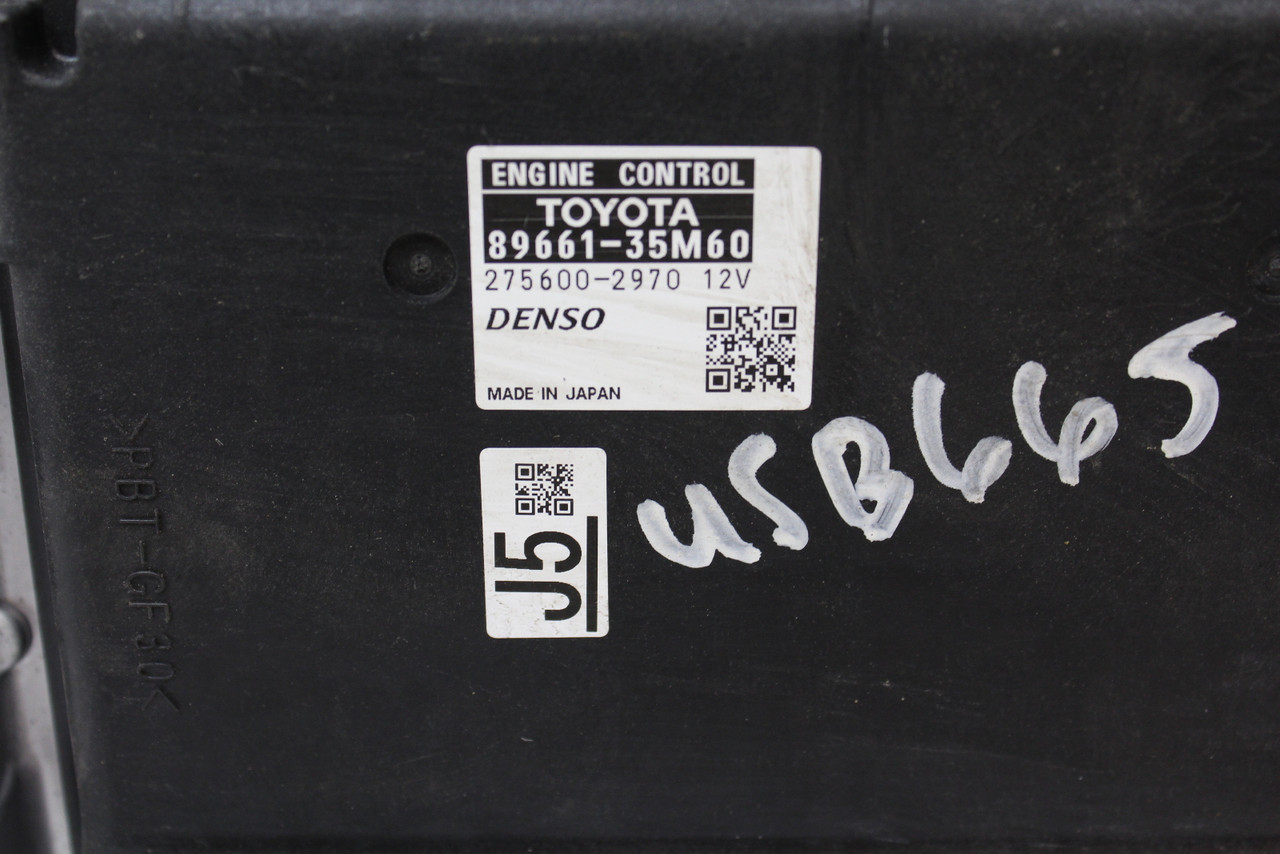 ENGINE CONTROL
TOYOTA
89661-35M60
275600-2970 12V
DENSO
MADE IN JAPAN
J5
USB665
>PBT-GF30<